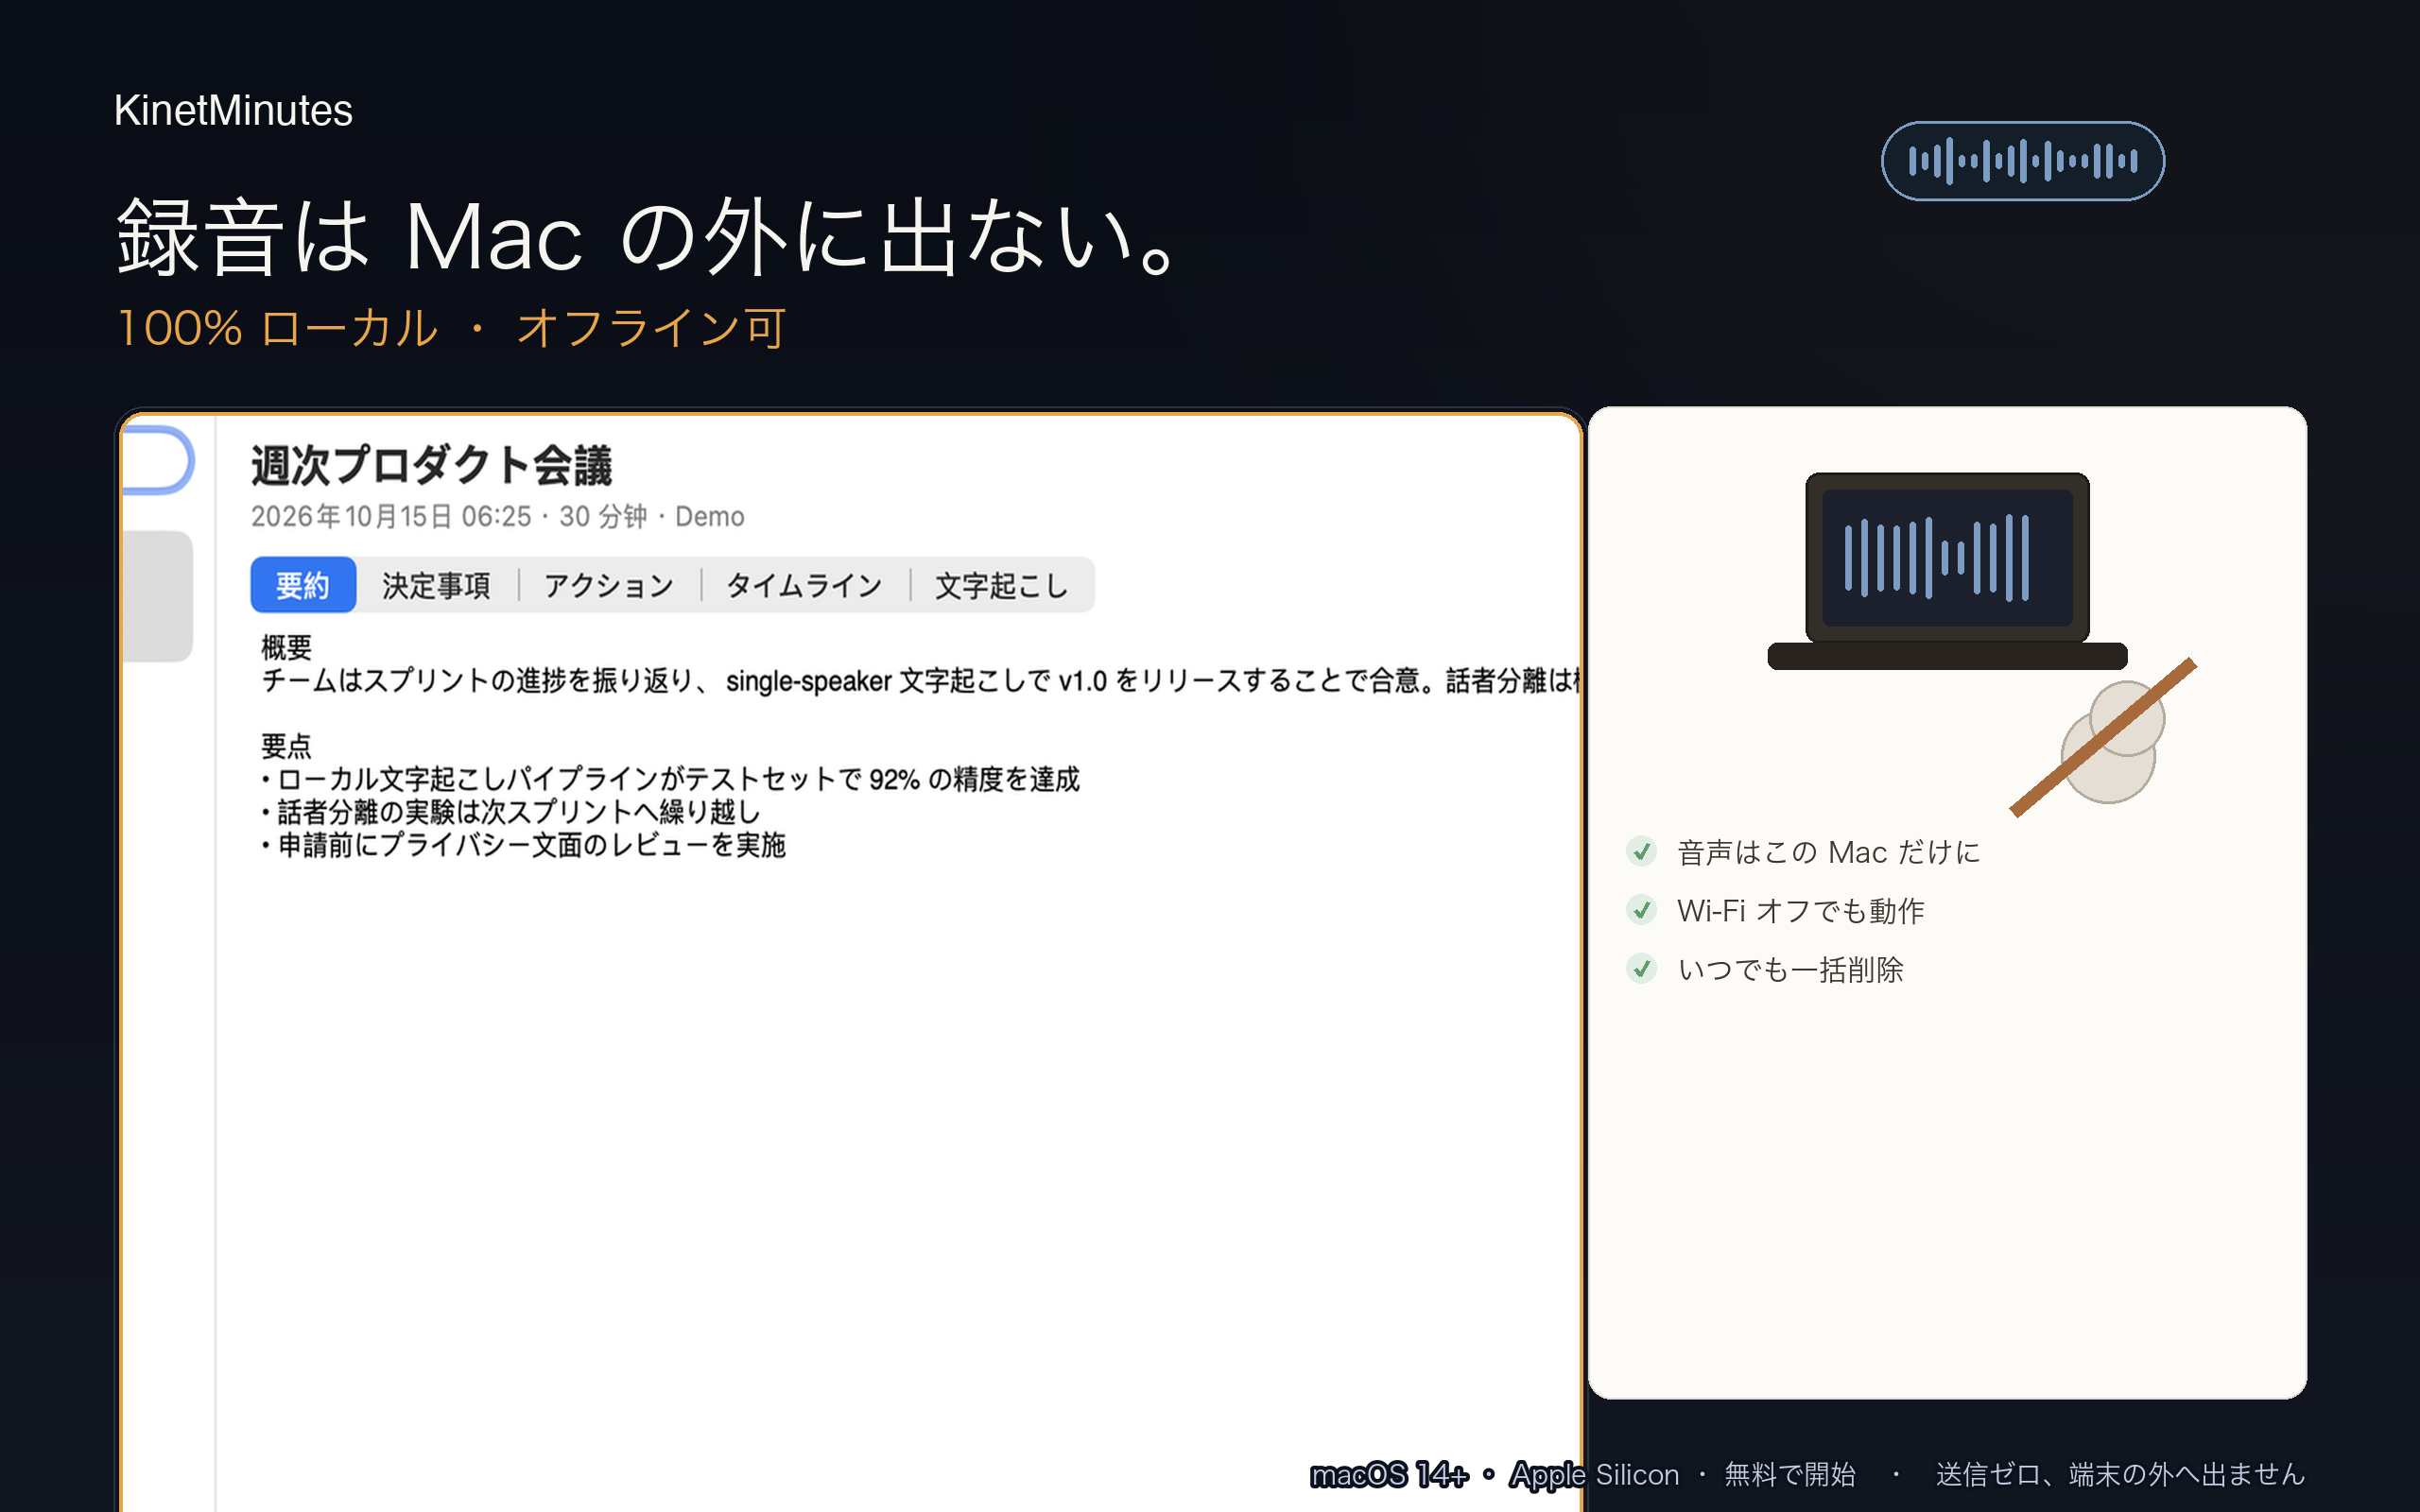 KinetMinutes
録音は Mac の外に出ない。
100% ローカル ・ オフライン可
週次プロダクト会議
2026年10月15日 06:25 · 30 分钟 · Demo
要約 決定事項 アクション タイムライン 文字起こし
概要
チームはスプリントの進捗を振り返り、 single-speaker 文字起こしで v1.0 をリリースすることで合意。話者分離は
要点
• ローカル文字起こしパイプラインがテストセットで 92% の精度を達成
• 話者分離の実験は次スプリントへ繰り越し
• 申請前にプライバシー文面のレビューを実施
音声はこの Mac だけに
Wi-Fi オフでも動作
いつでも一括削除
macOS 14+ • Apple Silicon ・ 無料で開始 ・ 送信ゼロ、端末の外へ出ません